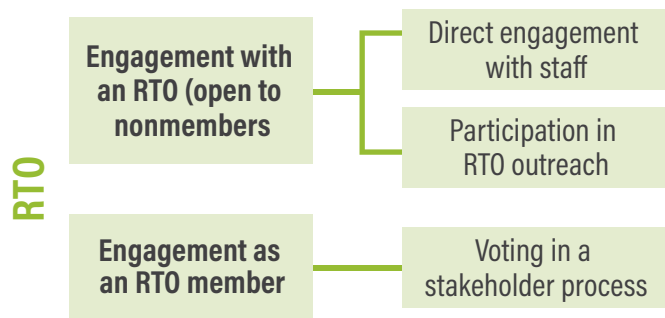 RTO
Engagement with
an RTO (open to
nonmembers
Direct engagement
with staff
Participation in
RTO outreach
Engagement as
an RTO member
Voting in a
stakeholder process